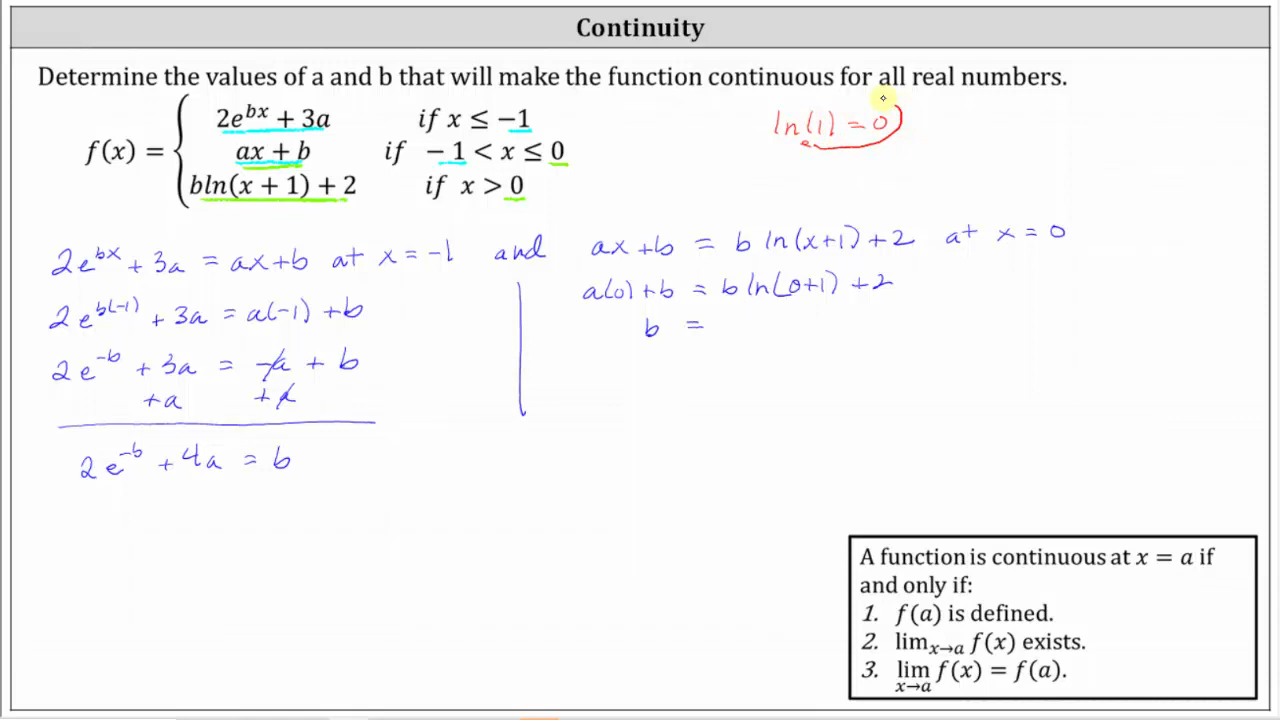 Continuity
Determine the values of a and b that will make the function continuous for all real numbers.
ln(1) = 0
2e^{bx} + 3a if x ≤ −1
f(x) = { ax + b if −1 < x ≤ 0
bln(x + 1) + 2 if x > 0
2e^{bx} + 3a = ax + b at x = -1 and ax + b = b ln(x+1) + 2 at x = 0
2e^{b(-1)} + 3a = a(-1) + b
a(0) + b = b ln(0+1) + 2
b =
2e^{-b} + 3a = -a + b
+a +a
2e^{-b} + 4a = b
A function is continuous at x = a if
and only if:
1. f(a) is defined.
2. lim_{x→a} f(x) exists.
3. lim_{x→a} f(x) = f(a).